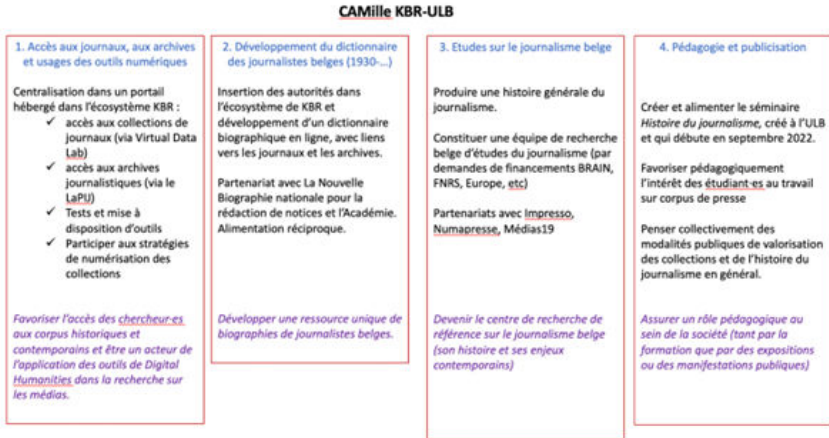 CAMille KBR-ULB
1. Accès aux journaux, aux archives
et usages des outils numériques
Centralisation dans un portail
hébergé dans l'écosystème KBR :
✓ accès aux collections de
journaux (via Virtual Data
Lab)
✓ accès aux archives
journalistiques (via le
LaPU)
✓ Tests et mise à
disposition d'outils
✓ Participer aux stratégies
de numérisation des
collections
Favoriser l'accès des chercheur·es
aux corpus historiques et
contemporains et être un acteur de
l'application des outils de Digital
Humanities dans la recherche sur
les médias.
2. Développement du dictionnaire
des journalistes belges (1930-...)
Insertion des autorités dans
l'écosystème de KBR et
développement d'un dictionnaire
biographique en ligne, avec liens
vers les journaux et les archives.
Partenariat avec La Nouvelle
Biographie nationale pour la
rédaction de notices et l'Académie.
Alimentation réciproque.
Développer une ressource unique de
biographies de journalistes belges.
3. Etudes sur le journalisme belge
Produire une histoire générale du
journalisme.
Constituer une équipe de recherche
belge d'études du journalisme (par
demandes de financements BRAIN,
FNRS, Europe, etc)
Partenariats avec Impresso,
Numapresse, Médias19
Devenir le centre de recherche de
référence sur le journalisme belge
(son histoire et ses enjeux
contemporains)
4. Pédagogie et publicisation
Créer et alimenter le séminaire
Histoire du journalisme, créé à l'ULB
et qui débute en septembre 2022.
Favoriser pédagogiquement
l'intérêt des étudiant·es au travail
sur corpus de presse
Penser collectivement des
modalités publiques de valorisation
des collections et de l'histoire du
journalisme en général.
Assurer un rôle pédagogique au
sein de la société (tant par la
formation que par des expositions
ou des manifestations publiques)